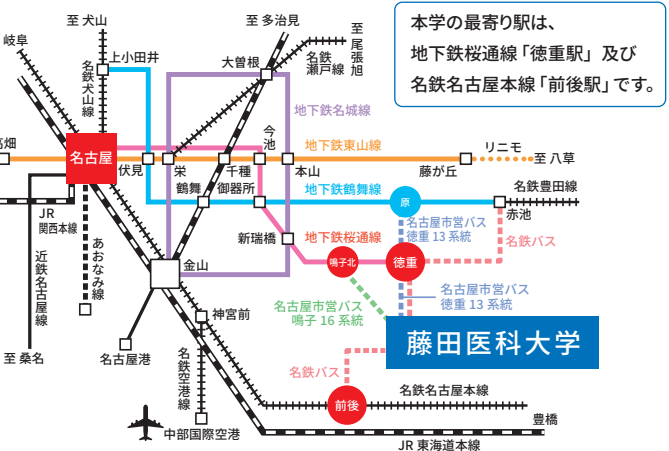 本学の最寄り駅は、
地下鉄桜通線「徳重駅」及び
名鉄名古屋本線「前後駅」です。
至 犬山
至 多治見
至
尾
張
旭
岐阜
上小田井
大曽根
名鉄
瀬戸線
名鉄犬山線
地下鉄名城線
今
池
高畑
名古屋
地下鉄東山線
リニモ
至 八草
伏見
栄
千種
本山
藤が丘
鶴舞
御器所
地下鉄鶴舞線
名鉄豊田線
原
赤池
JR
関西本線
名古屋市営バス
徳重 13 系統
新瑞橋
地下鉄桜通線
名鉄バス
あおなみ線
近鉄名古屋線
金山
鳴子北
徳重
名古屋市営バス
徳重 13 系統
名古屋市営バス
鳴子 16 系統
神宮前
藤田医科大学
至 桑名
名古屋港
名鉄空港線
名鉄バス
名鉄名古屋本線
前後
豊橋
中部国際空港
JR 東海道本線